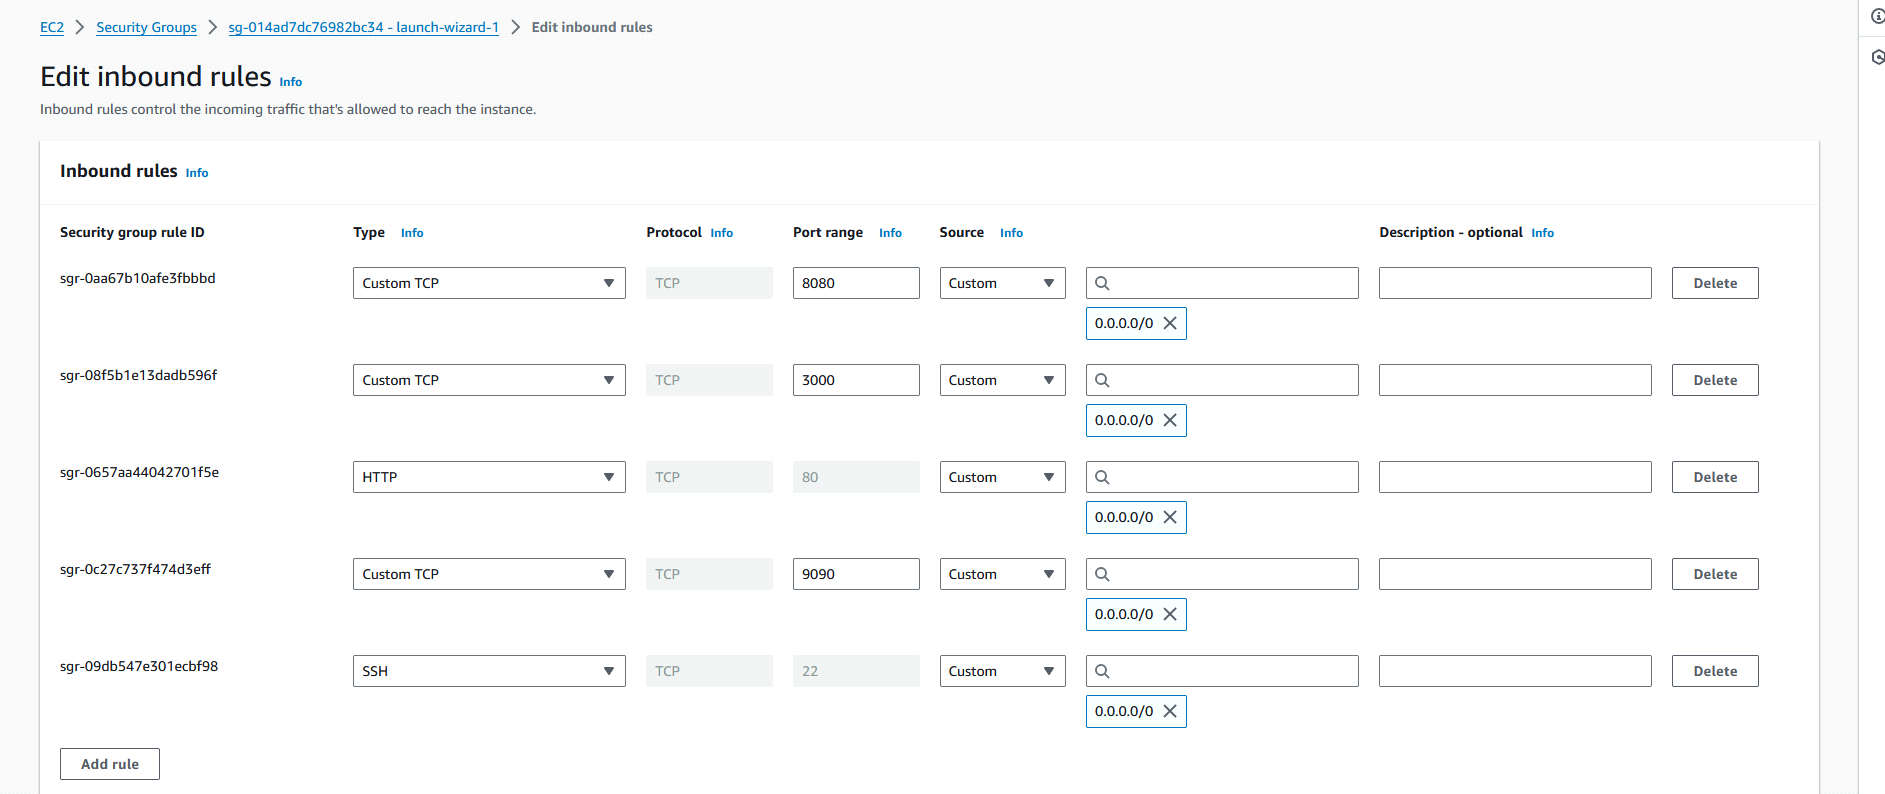 EC2 > Security Groups > sg-014ad7dc76982bc34 - launch-wizard-1 > Edit inbound rules
Edit inbound rules Info
Inbound rules control the incoming traffic that's allowed to reach the instance.
Inbound rules Info
Security group rule ID Type Info Protocol Info Port range Info Source Info Description - optional Info
sgr-0aa67b10afe3fbbbd Custom TCP TCP 8080 Custom Delete
0.0.0.0/0
sgr-08f5b1e13dadb596f Custom TCP TCP 3000 Custom Delete
0.0.0.0/0
sgr-0657aa44042701f5e HTTP TCP 80 Custom Delete
0.0.0.0/0
sgr-0c27c737f474d3eff Custom TCP TCP 9090 Custom Delete
0.0.0.0/0
sgr-09db547e301ecbf98 SSH TCP 22 Custom Delete
0.0.0.0/0
Add rule